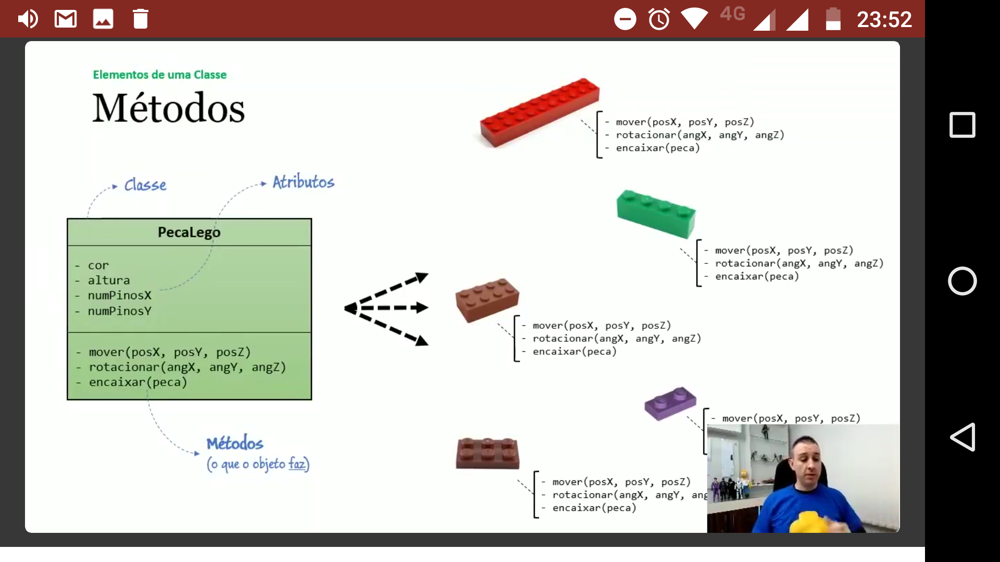 4G
23:52
Elementos de uma Classe
Métodos
Classe
Atributos
PecaLego
- cor
- altura
- numPinosX
- numPinosY
- mover(posX, posY, posZ)
- rotacionar(angX, angY, angZ)
- encaixar(peca)
Métodos
(o que o objeto faz)
- mover(posX, posY, posZ)
- rotacionar(angX, angY, angZ)
- encaixar(peca)
- mover(posX, posY, posZ)
- rotacionar(angX, angY, angZ)
- encaixar(peca)
- mover(posX, posY, posZ)
- rotacionar(angX, angY, angZ)
- encaixar(peca)
- mover(posX, posY, posZ)
- mover(posX, posY, posZ)
- rotacionar(angX, angY, ang
- encaixar(peca)